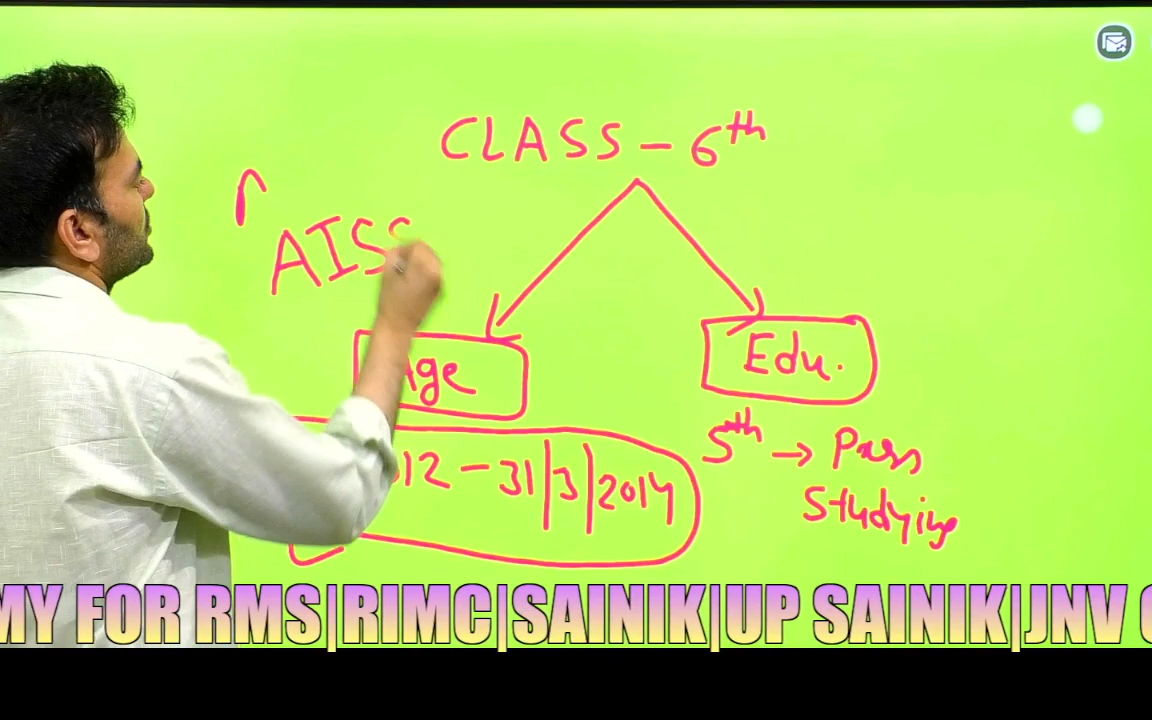 CLASS - 6th
AISS
Age
Edu.
012 - 31|3|2014
5th → Pass
Studying
MY FOR RMS|RIMC|SAINIK|UP SAINIK|JNV